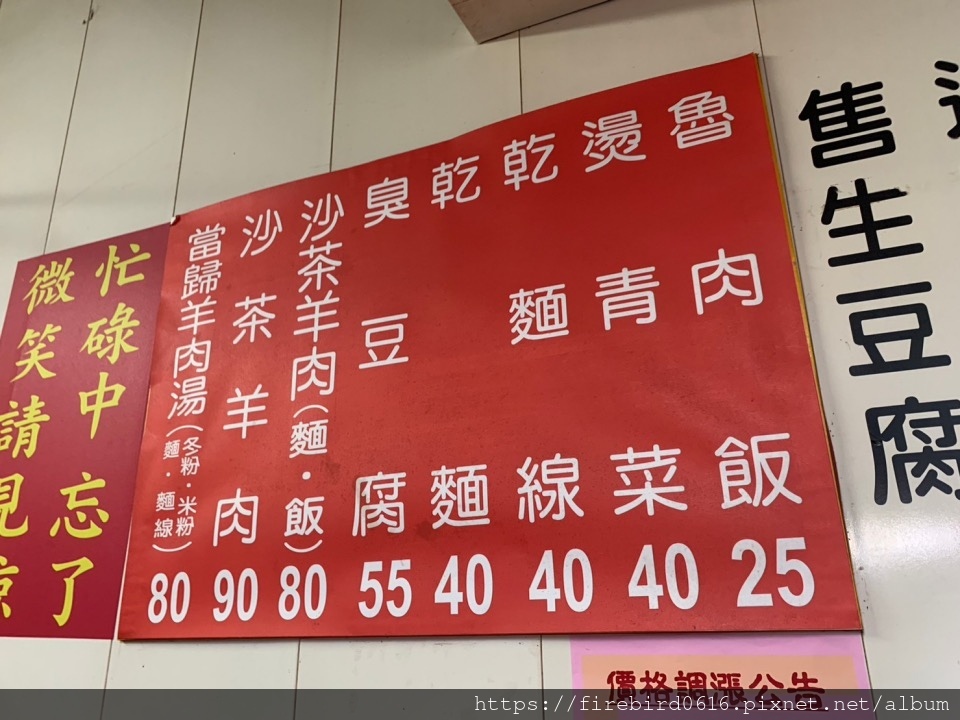 售生豆腐
魯肉飯 25
燙青菜 40
乾麵線 40
乾麵 40
臭豆腐 55
沙茶羊肉(麵·飯) 80
沙茶羊肉 90
當歸羊肉湯(冬粉·米粉 麵·麵線) 80
忙碌中忘了
微笑請見諒
價格調漲公告
https://firebird0616.pixnet.net/album